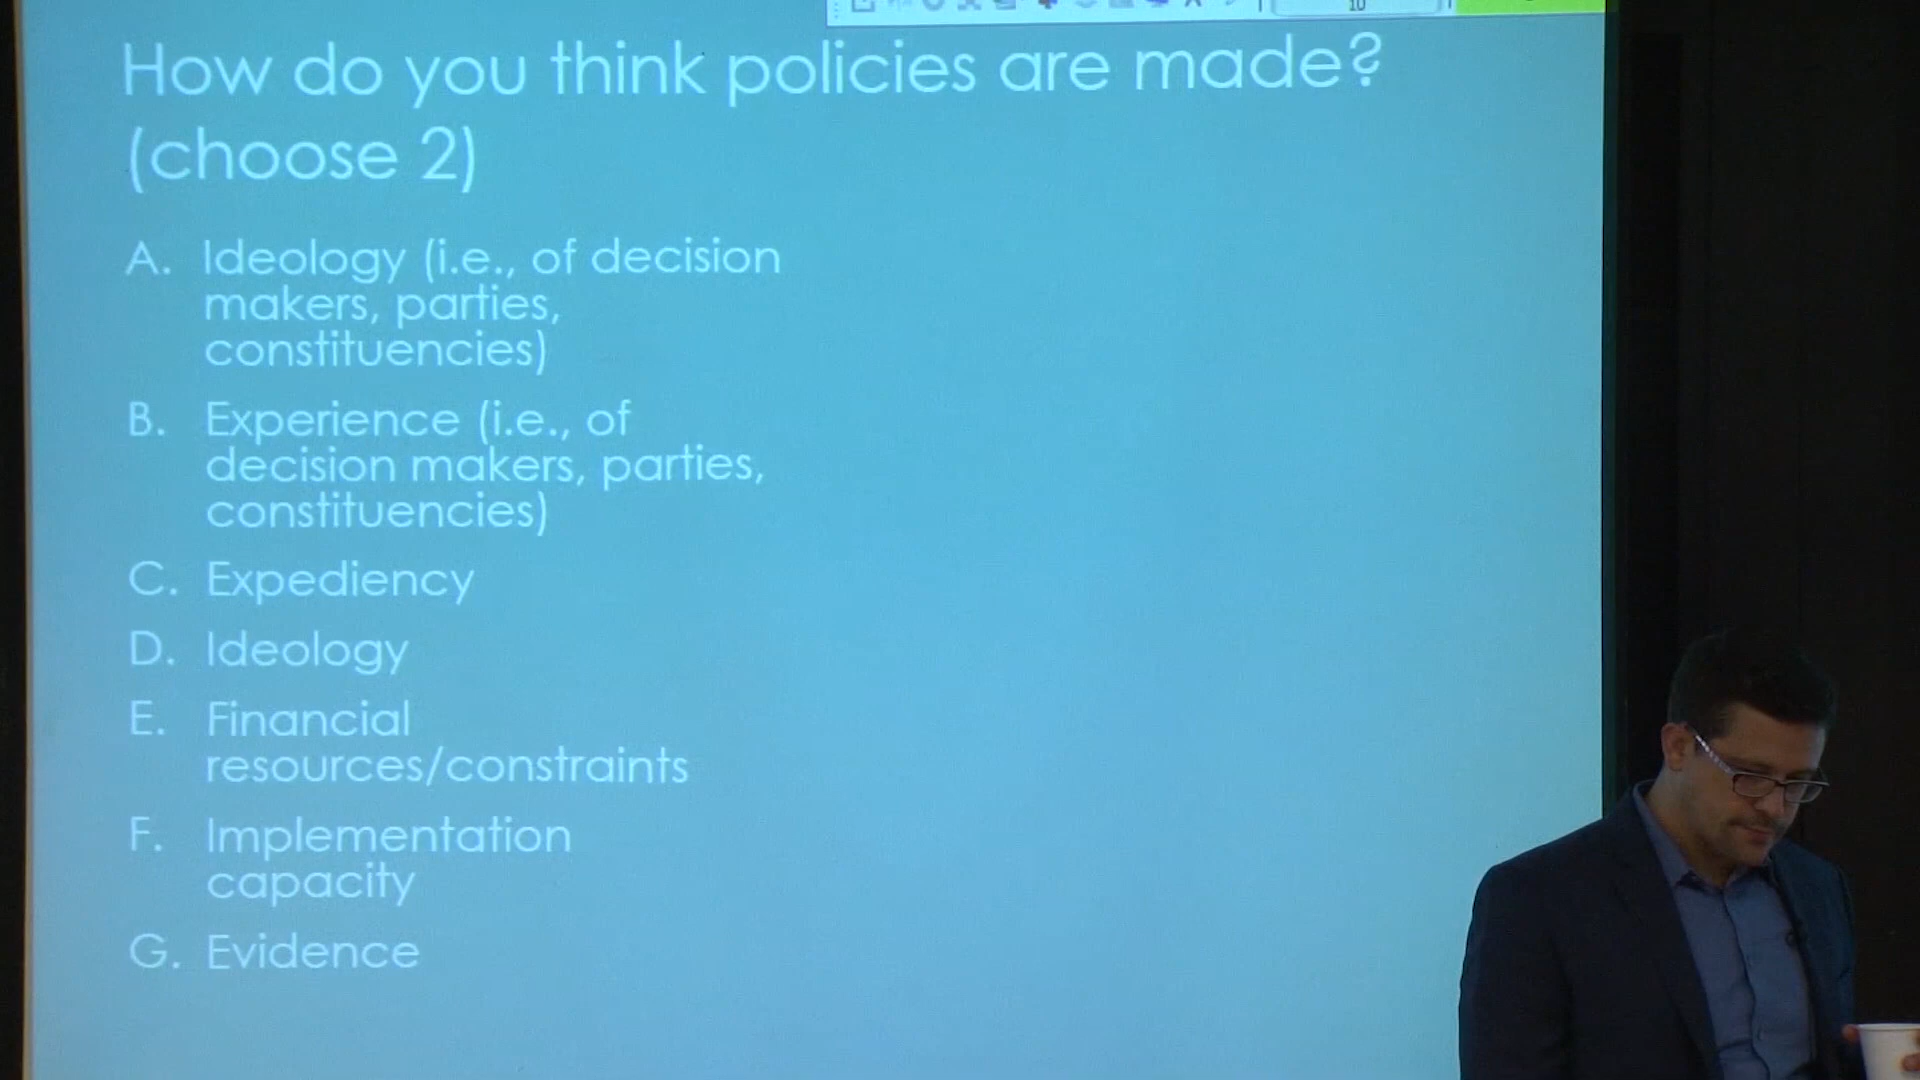 10
How do you think policies are made?
(choose 2)
A. Ideology (i.e., of decision
makers, parties,
constituencies)
B. Experience (i.e., of
decision makers, parties,
constituencies)
C. Expediency
D. Ideology
E. Financial
resources/constraints
F. Implementation
capacity
G. Evidence